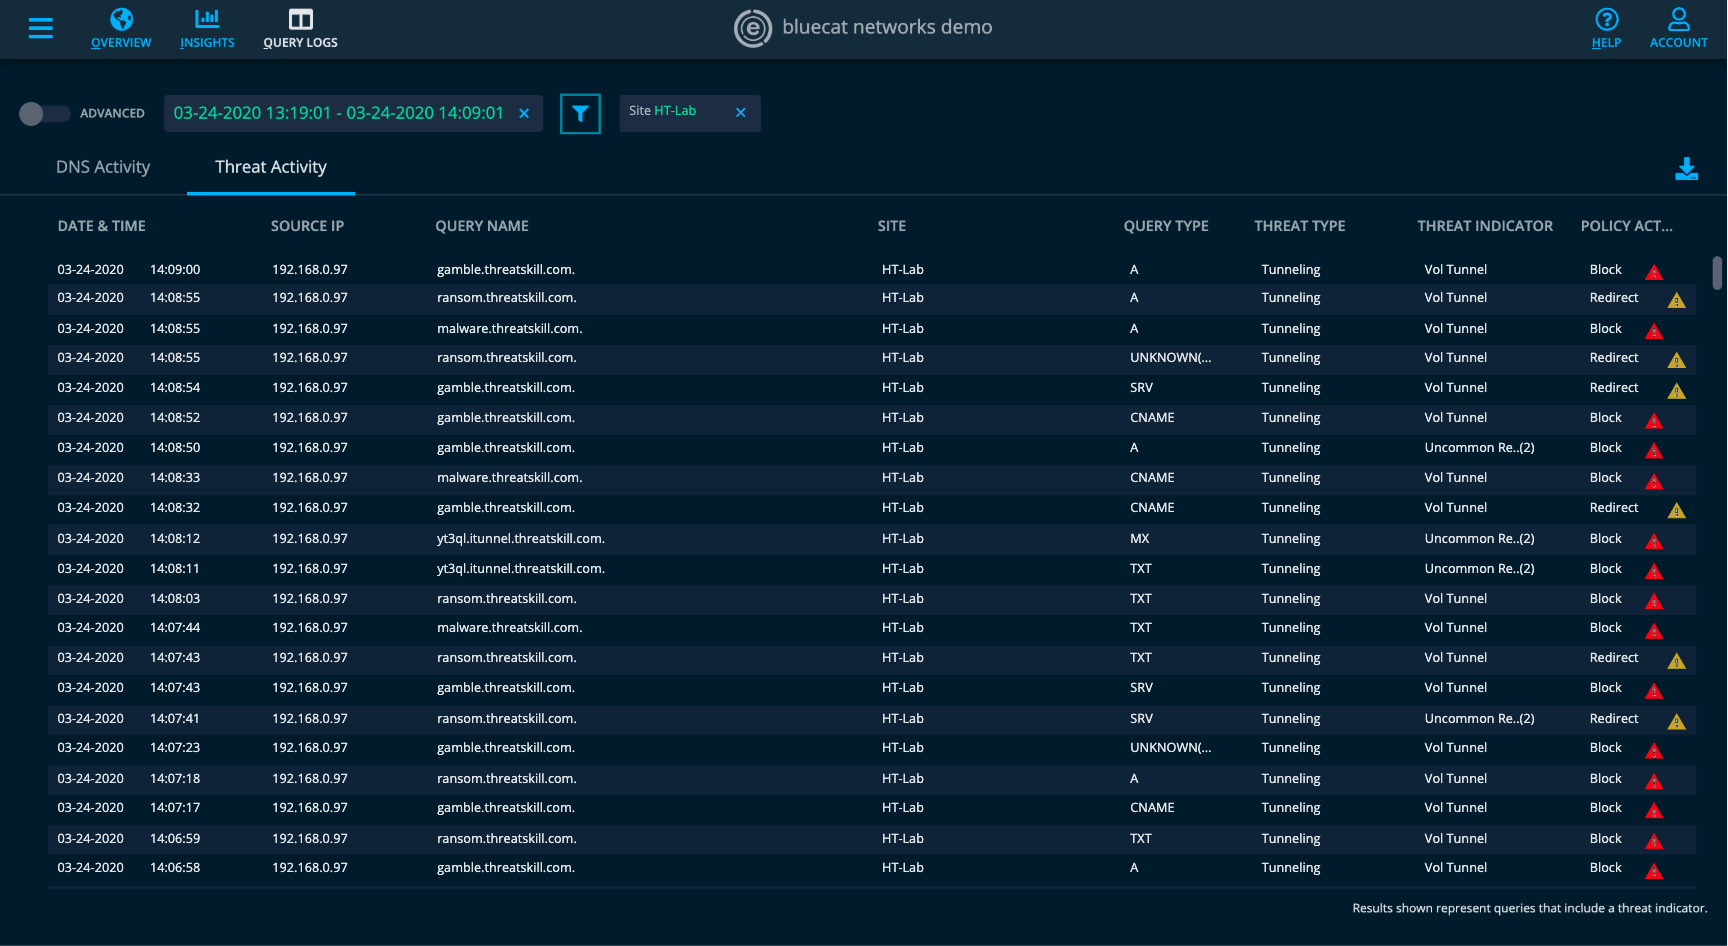 bluecat networks demo
OVERVIEW INSIGHTS QUERY LOGS HELP ACCOUNT
ADVANCED 03-24-2020 13:19:01 - 03-24-2020 14:09:01 × Site HT-Lab ×
DNS Activity Threat Activity
DATE & TIME SOURCE IP QUERY NAME SITE QUERY TYPE THREAT TYPE THREAT INDICATOR POLICY ACT...
03-24-2020 14:09:00 192.168.0.97 gamble.threatskill.com. HT-Lab A Tunneling Vol Tunnel Block
03-24-2020 14:08:55 192.168.0.97 ransom.threatskill.com. HT-Lab A Tunneling Vol Tunnel Redirect
03-24-2020 14:08:55 192.168.0.97 malware.threatskill.com. HT-Lab A Tunneling Vol Tunnel Block
03-24-2020 14:08:55 192.168.0.97 ransom.threatskill.com. HT-Lab UNKNOWN(... Tunneling Vol Tunnel Redirect
03-24-2020 14:08:54 192.168.0.97 gamble.threatskill.com. HT-Lab SRV Tunneling Vol Tunnel Redirect
03-24-2020 14:08:52 192.168.0.97 gamble.threatskill.com. HT-Lab CNAME Tunneling Vol Tunnel Block
03-24-2020 14:08:50 192.168.0.97 gamble.threatskill.com. HT-Lab A Tunneling Uncommon Re..(2) Block
03-24-2020 14:08:33 192.168.0.97 malware.threatskill.com. HT-Lab CNAME Tunneling Vol Tunnel Block
03-24-2020 14:08:32 192.168.0.97 gamble.threatskill.com. HT-Lab CNAME Tunneling Vol Tunnel Redirect
03-24-2020 14:08:12 192.168.0.97 yt3ql.itunnel.threatskill.com. HT-Lab MX Tunneling Uncommon Re..(2) Block
03-24-2020 14:08:11 192.168.0.97 yt3ql.itunnel.threatskill.com. HT-Lab TXT Tunneling Uncommon Re..(2) Block
03-24-2020 14:08:03 192.168.0.97 ransom.threatskill.com. HT-Lab TXT Tunneling Vol Tunnel Block
03-24-2020 14:07:44 192.168.0.97 malware.threatskill.com. HT-Lab TXT Tunneling Vol Tunnel Block
03-24-2020 14:07:43 192.168.0.97 ransom.threatskill.com. HT-Lab TXT Tunneling Vol Tunnel Redirect
03-24-2020 14:07:43 192.168.0.97 gamble.threatskill.com. HT-Lab SRV Tunneling Vol Tunnel Block
03-24-2020 14:07:41 192.168.0.97 ransom.threatskill.com. HT-Lab SRV Tunneling Uncommon Re..(2) Redirect
03-24-2020 14:07:23 192.168.0.97 gamble.threatskill.com. HT-Lab UNKNOWN(... Tunneling Vol Tunnel Block
03-24-2020 14:07:18 192.168.0.97 ransom.threatskill.com. HT-Lab A Tunneling Vol Tunnel Block
03-24-2020 14:07:17 192.168.0.97 gamble.threatskill.com. HT-Lab CNAME Tunneling Vol Tunnel Block
03-24-2020 14:06:59 192.168.0.97 ransom.threatskill.com. HT-Lab TXT Tunneling Vol Tunnel Block
03-24-2020 14:06:58 192.168.0.97 gamble.threatskill.com. HT-Lab A Tunneling Vol Tunnel Block
Results shown represent queries that include a threat indicator.